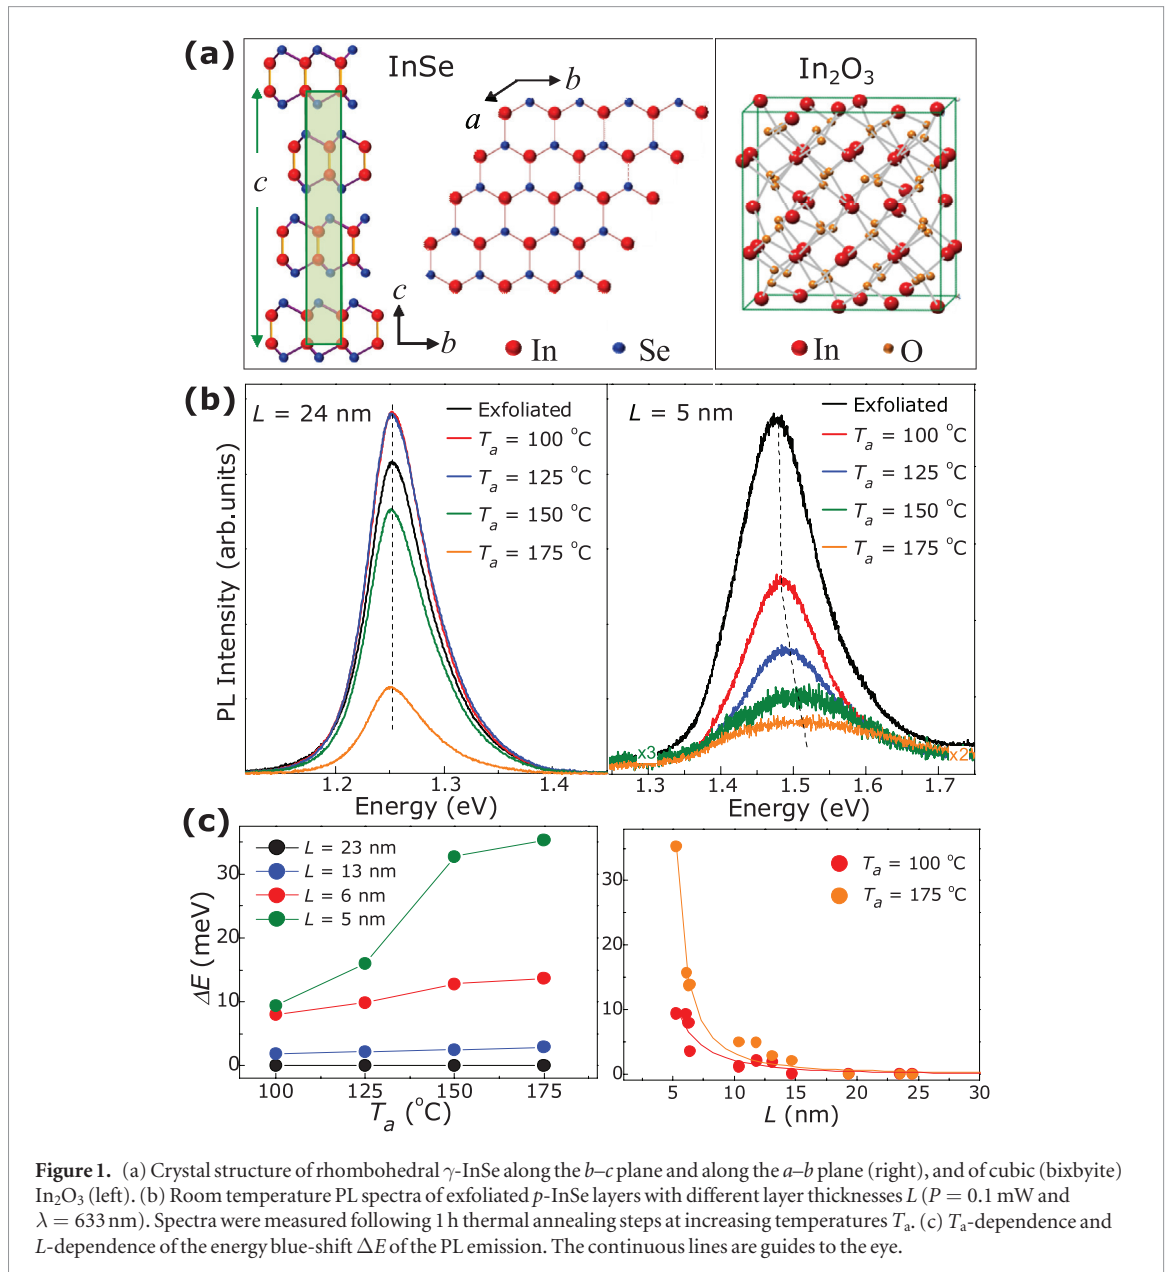 (a)
InSe
In2O3
b
a
c
c
b
In
Se
In
O
(b)
L = 24 nm
Exfoliated
Ta = 100 °C
Ta = 125 °C
Ta = 150 °C
Ta = 175 °C
L = 5 nm
Exfoliated
Ta = 100 °C
Ta = 125 °C
Ta = 150 °C
Ta = 175 °C
PL Intensity (arb.units)
x3
x2
1.2 1.3 1.4
Energy (eV)
1.3 1.4 1.5 1.6 1.7
Energy (eV)
(c)
L = 23 nm
L = 13 nm
L = 6 nm
L = 5 nm
30
20
10
0
ΔE (meV)
100 125 150 175
Ta (°C)
Ta = 100 °C
Ta = 175 °C
30
20
10
0
5 10 15 20 25 30
L (nm)
Figure 1. (a) Crystal structure of rhombohedral γ-InSe along the b–c plane and along the a–b plane (right), and of cubic (bixbyite)
In2O3 (left). (b) Room temperature PL spectra of exfoliated p-InSe layers with different layer thicknesses L (P = 0.1 mW and
λ = 633 nm). Spectra were measured following 1 h thermal annealing steps at increasing temperatures Ta. (c) Ta-dependence and
L-dependence of the energy blue-shift ΔE of the PL emission. The continuous lines are guides to the eye.